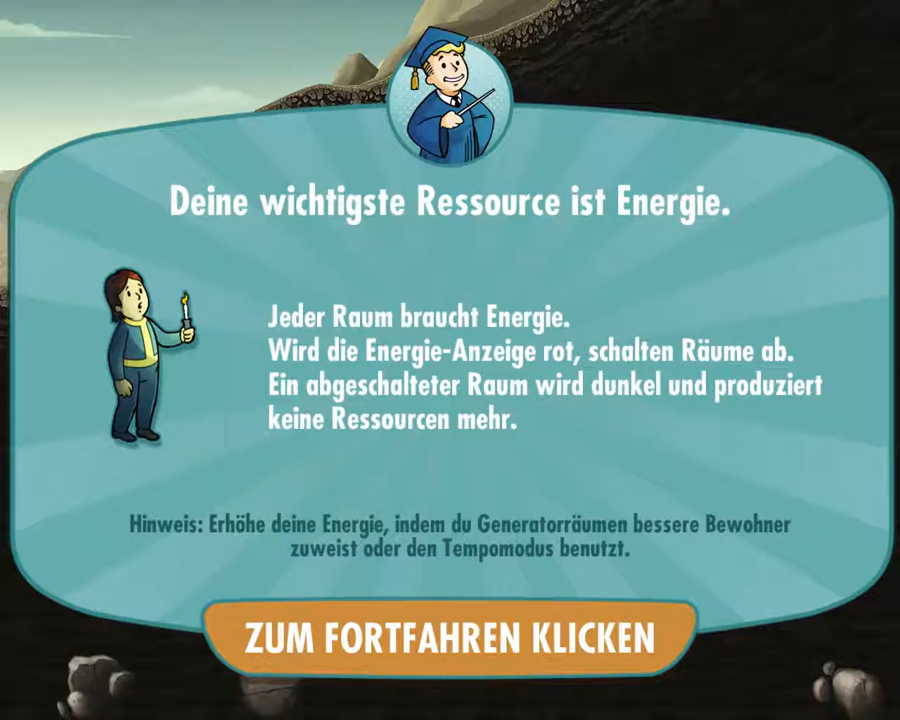 Deine wichtigste Ressource ist Energie.
Jeder Raum braucht Energie.
Wird die Energie-Anzeige rot, schalten Räume ab.
Ein abgeschalteter Raum wird dunkel und produziert
keine Ressourcen mehr.
Hinweis: Erhöhe deine Energie, indem du Generatorräumen bessere Bewohner
zuweist oder den Tempomodus benutzt.
ZUM FORTFAHREN KLICKEN